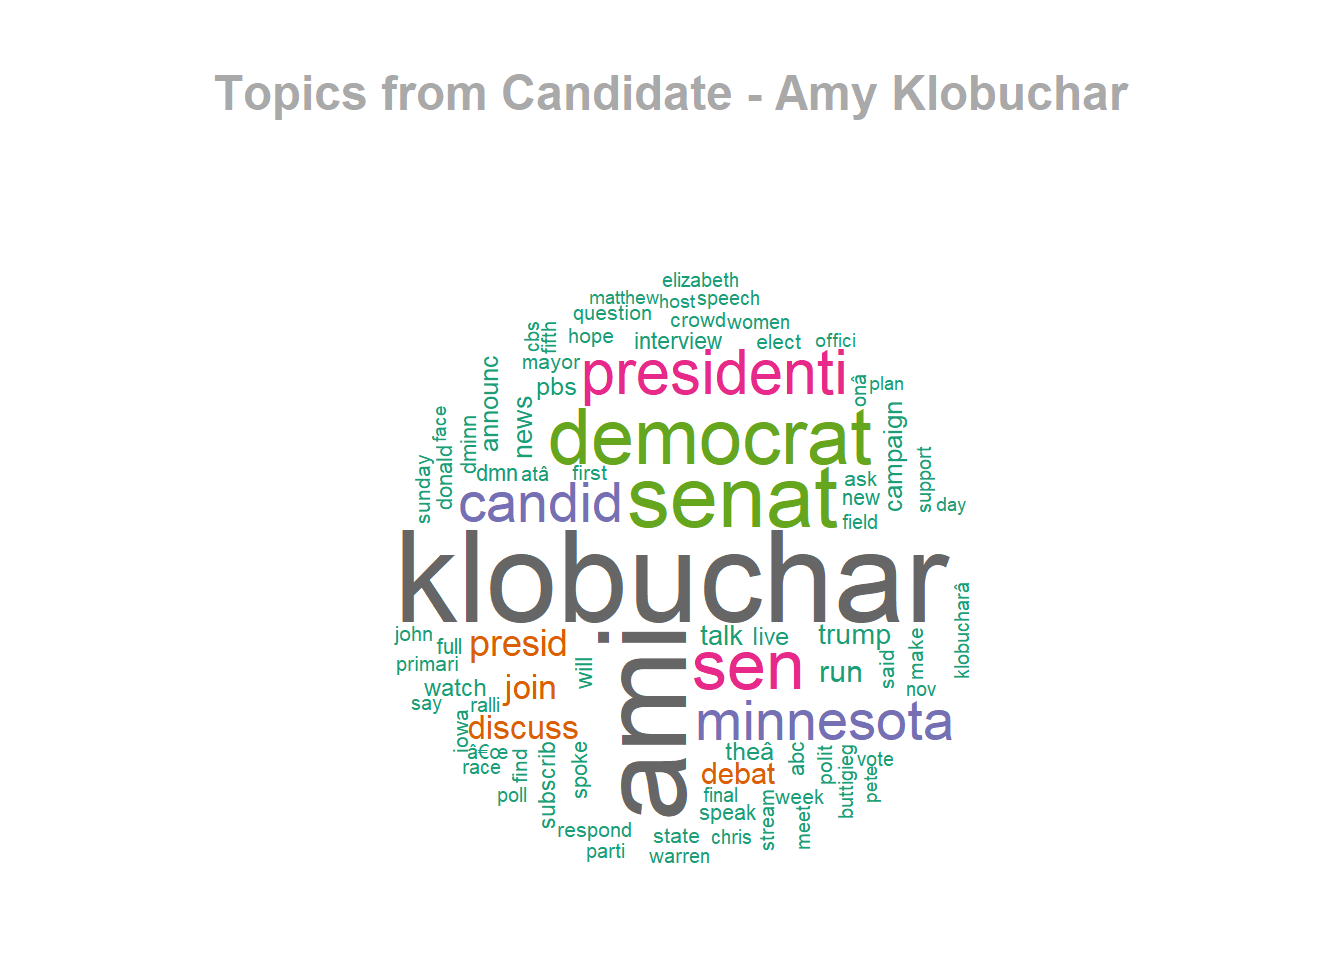 Topics from Candidate - Amy Klobuchar
elizabeth
matthew host speech
question crowd women
cbs fifth hope interview elect offici
mayor presidenti onâ plan
pbs
announc news democrat campaign
face donald sunday dminn
dmn atâ first ask
candid senat new support day
field
klobuchar
klobucharâ
john full presid will ami talk live trump said make
primari sen run
watch join nov
say ralli
iowa discuss minnesota
â€œ theâ abc polit buttigieg vote
race find subscrib spoke debat pete
poll final week
speak stream meet
respond state chris
parti warren